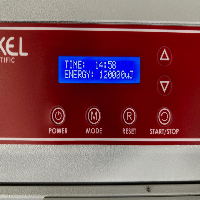 KEL
TIFIC
TIME: 14:58
ENERGY: 120000uJ
M R
POWER MODE RESET START/STOP